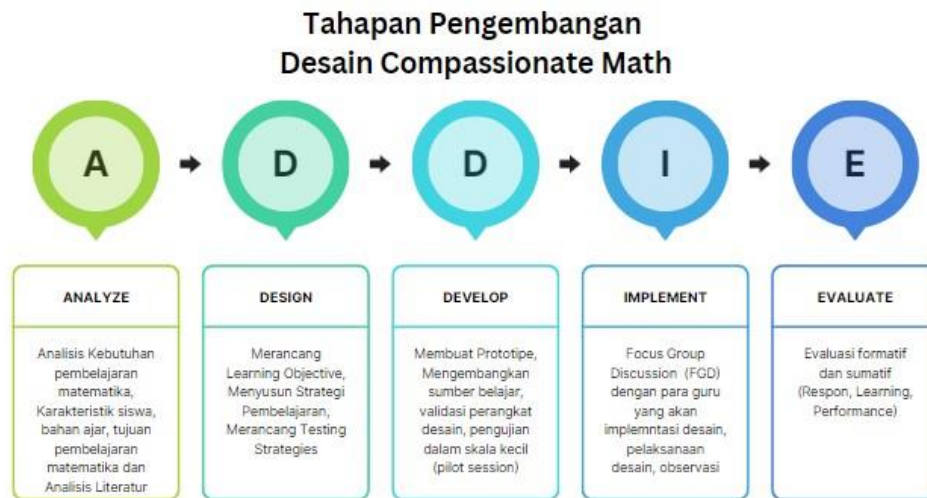 Tahapan Pengembangan
Desain Compassionate Math
A
D
D
I
E
ANALYZE
Analisis Kebutuhan
pembelajaran
matematika,
Karakteristik siswa,
bahan ajar, tujuan
pembelajaran
matematika dan
Analisis Literatur
DESIGN
Merancang
Learning Objective,
Menyusun Strategi
Pembelajaran,
Merancang Testing
Strategies
DEVELOP
Membuat Prototipe,
Mengembangkan
sumber belajar,
validasi perangkat
desain, pengujian
dalam skala kecil
(pilot session)
IMPLEMENT
Focus Group
Discussion (FGD)
dengan para guru
yang akan
implemntasi desain,
pelaksanaan
desain, observasi
EVALUATE
Evaluasi formatif
dan sumatif
(Respon, Learning,
Performance)